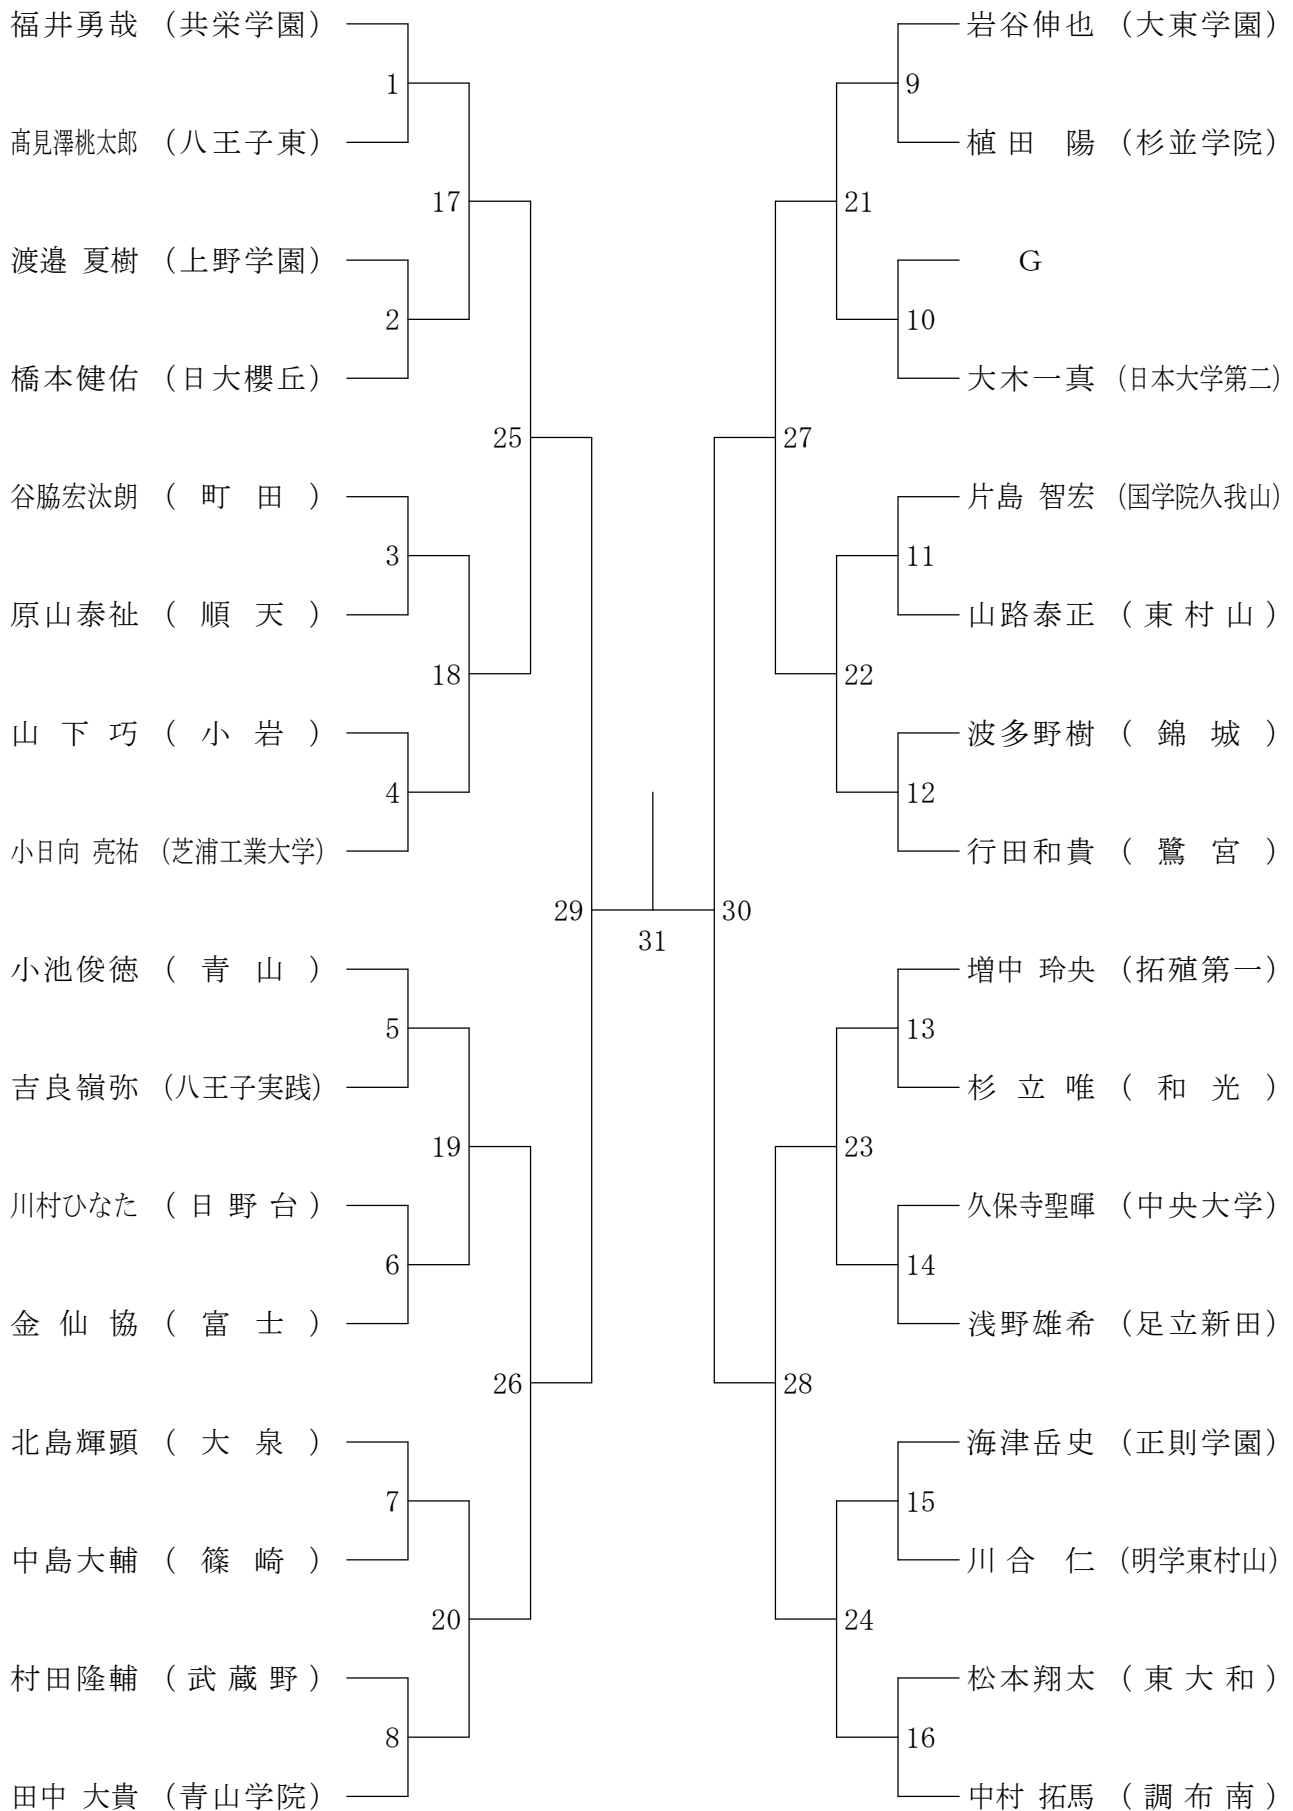 福井勇哉 （共栄学園）
1
髙見澤桃太郎 （八王子東）
17
渡邉 夏樹 （上野学園）
2
橋本健佑 （日大櫻丘）
25
谷脇宏汰朗 （ 町 田 ）
3
原山泰祉 （ 順 天 ）
18
山 下 巧 （ 小 岩 ）
4
小日向 亮祐 （芝浦工業大学）
29
小池俊徳 （ 青 山 ）
5
吉良嶺弥 （八王子実践）
19
川村ひなた （ 日 野 台 ）
6
金 仙 協 （ 富 士 ）
26
北島輝顕 （ 大 泉 ）
7
中島大輔 （ 篠 崎 ）
20
村田隆輔 （ 武 蔵 野 ）
8
田中 大貴 （青山学院）
31
岩谷伸也 （大東学園）
9
植 田 陽 （杉並学院）
21
G
10
大木一真 （日本大学第二）
27
片島 智宏 （国学院久我山）
11
山路泰正 （ 東 村 山 ）
22
波多野樹 （ 錦 城 ）
12
行田和貴 （ 鷺 宮 ）
30
増中 玲央 （拓殖第一）
13
杉 立 唯 （ 和 光 ）
23
久保寺聖暉 （中央大学）
14
浅野雄希 （足立新田）
28
海津岳史 （正則学園）
15
川 合 仁 （明学東村山）
24
松本翔太 （ 東 大 和 ）
16
中村 拓馬 （ 調 布 南 ）